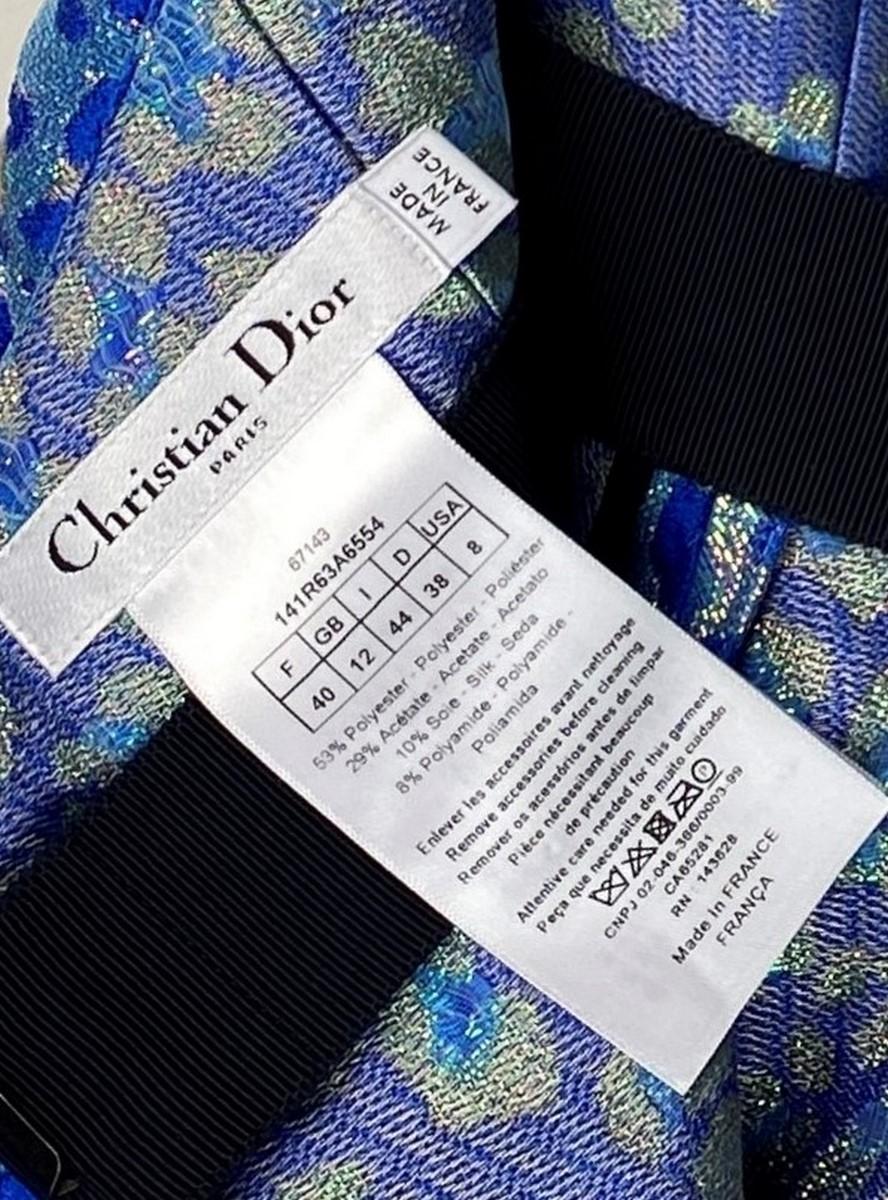 MADE
IN
FRANCE
Christian Dior
PARIS
67143
141R63A6554
F GB I D USA
40 12 44 38 8
53% Polyester - Polyester - Poliéster
29% Acétate - Acetate - Acetato
10% Soie - Silk - Seda
8% Polyamide - Polyamide -
Poliamida
Enlever les accessoires avant nettoyage
Remove accessories before cleaning
Remover os acessórios antes de limpar
Pièce nécessitant beaucoup
de précaution
Attentive care needed for this garment
Peça que necessita de muito cuidado
CNPJ 02-046-366/0003-99
CA65281
RN : 143628
Made in FRANCE
FRANÇA